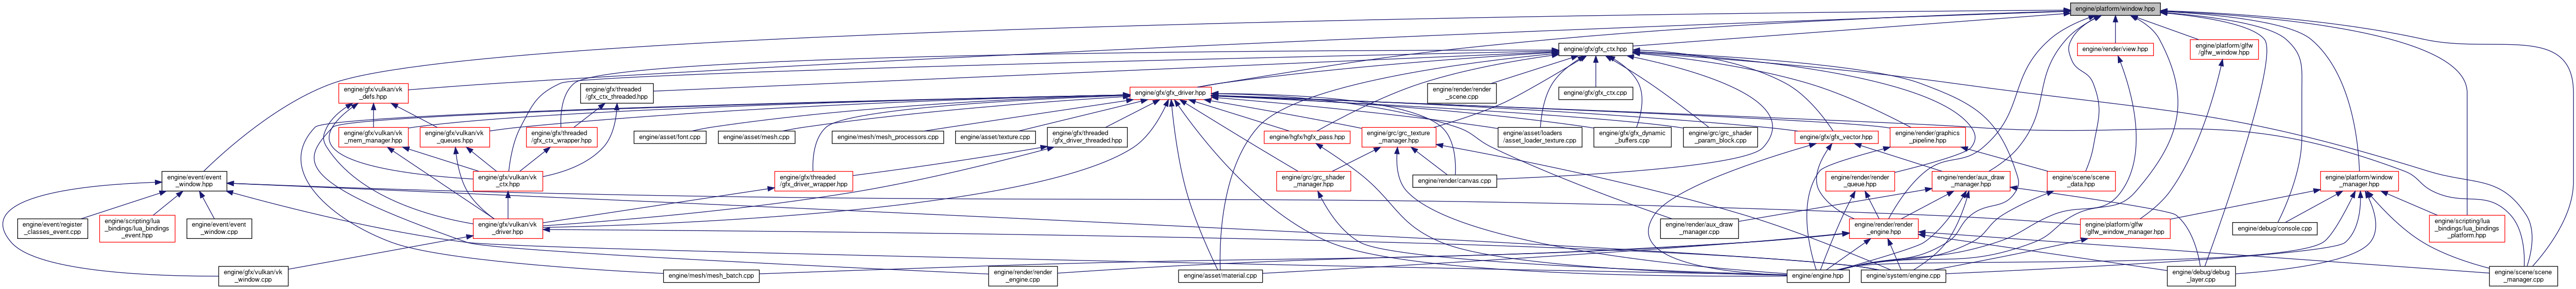 engine/platform/window.hpp
engine/gfx/gfx_ctx.hpp
engine/render/view.hpp
engine/platform/glfw
/glfw_window.hpp
engine/gfx/vulkan/vk
_defs.hpp
engine/gfx/threaded
/gfx_ctx_threaded.hpp
engine/gfx/gfx_driver.hpp
engine/render/render
_scene.cpp
engine/gfx/gfx_ctx.cpp
engine/gfx/vulkan/vk
_mem_manager.hpp
engine/gfx/vulkan/vk
_queues.hpp
engine/gfx/threaded
/gfx_ctx_wrapper.hpp
engine/asset/font.cpp
engine/asset/mesh.cpp
engine/mesh/mesh_processors.cpp
engine/asset/texture.cpp
engine/gfx/threaded
/gfx_driver_threaded.hpp
engine/hgfx/hgfx_pass.hpp
engine/grc/grc_texture
_manager.hpp
engine/asset/loaders
/asset_loader_texture.cpp
engine/gfx/gfx_dynamic
_buffers.cpp
engine/grc/grc_shader
_param_block.cpp
engine/gfx/gfx_vector.hpp
engine/render/graphics
_pipeline.hpp
engine/event/event
_window.hpp
engine/gfx/vulkan/vk
_ctx.hpp
engine/gfx/threaded
/gfx_driver_wrapper.hpp
engine/grc/grc_shader
_manager.hpp
engine/render/canvas.cpp
engine/render/render
_queue.hpp
engine/render/aux_draw
_manager.hpp
engine/scene/scene
_data.hpp
engine/platform/window
_manager.hpp
engine/event/register
_classes_event.cpp
engine/scripting/lua
_bindings/lua_bindings
_event.hpp
engine/event/event
_window.cpp
engine/gfx/vulkan/vk
_driver.hpp
engine/render/aux_draw
_manager.cpp
engine/render/render
_engine.hpp
engine/platform/glfw
/glfw_window_manager.hpp
engine/debug/console.cpp
engine/scripting/lua
_bindings/lua_bindings
_platform.hpp
engine/gfx/vulkan/vk
_window.cpp
engine/mesh/mesh_batch.cpp
engine/render/render
_engine.cpp
engine/asset/material.cpp
engine/engine.hpp
engine/system/engine.cpp
engine/debug/debug
_layer.cpp
engine/scene/scene
_manager.cpp